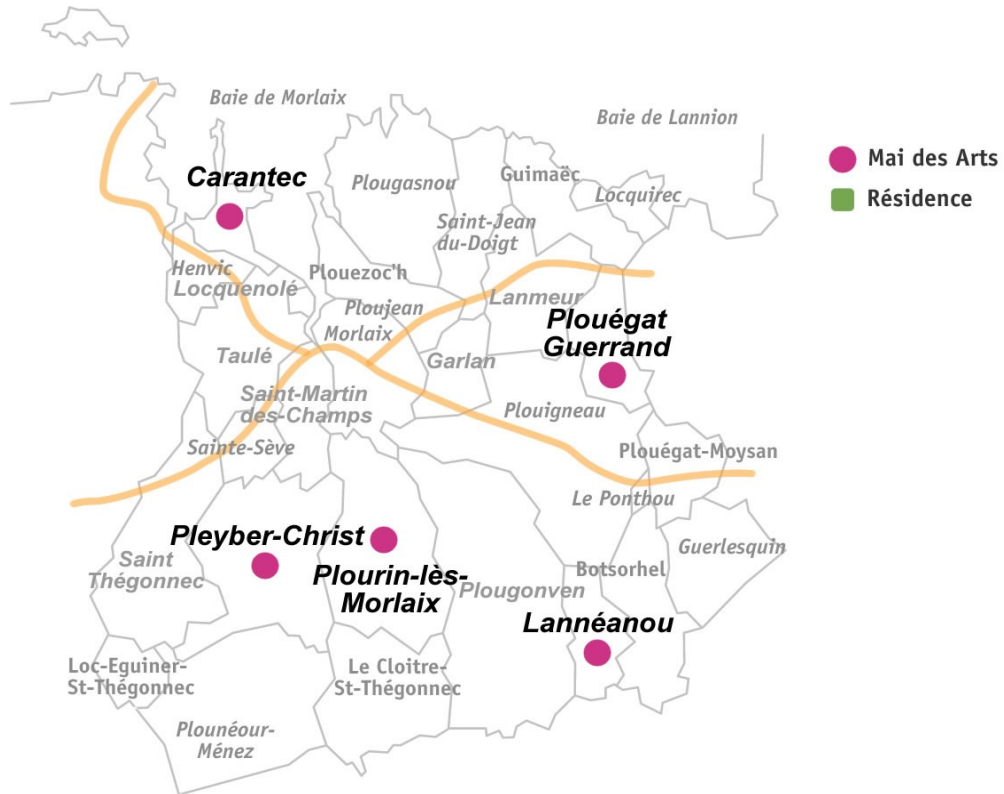 Baie de Morlaix
Baie de Lannion
Mai des Arts
Résidence
Carantec
Plougasnou
Guimaëc
Locquirec
Saint-Jean
du-Doigt
Henvic
Locquenolé
Plouezoc'h
Ploujean
Morlaix
Lanmeur
Plouégat
Guerrand
Taulé
Garlan
Saint-Martin
des-Champs
Plouigneau
Sainte-Sève
Plouégat-Moysan
Le Ponthou
Pleyber-Christ
Plourin-lès-
Morlaix
Saint
Thégonnec
Plougonven
Botsorhel
Guerlesquin
Lannéanou
Loc-Eguiner-
St-Thégonnec
Le Cloitre-
St-Thégonnec
Plounéour-
Ménez